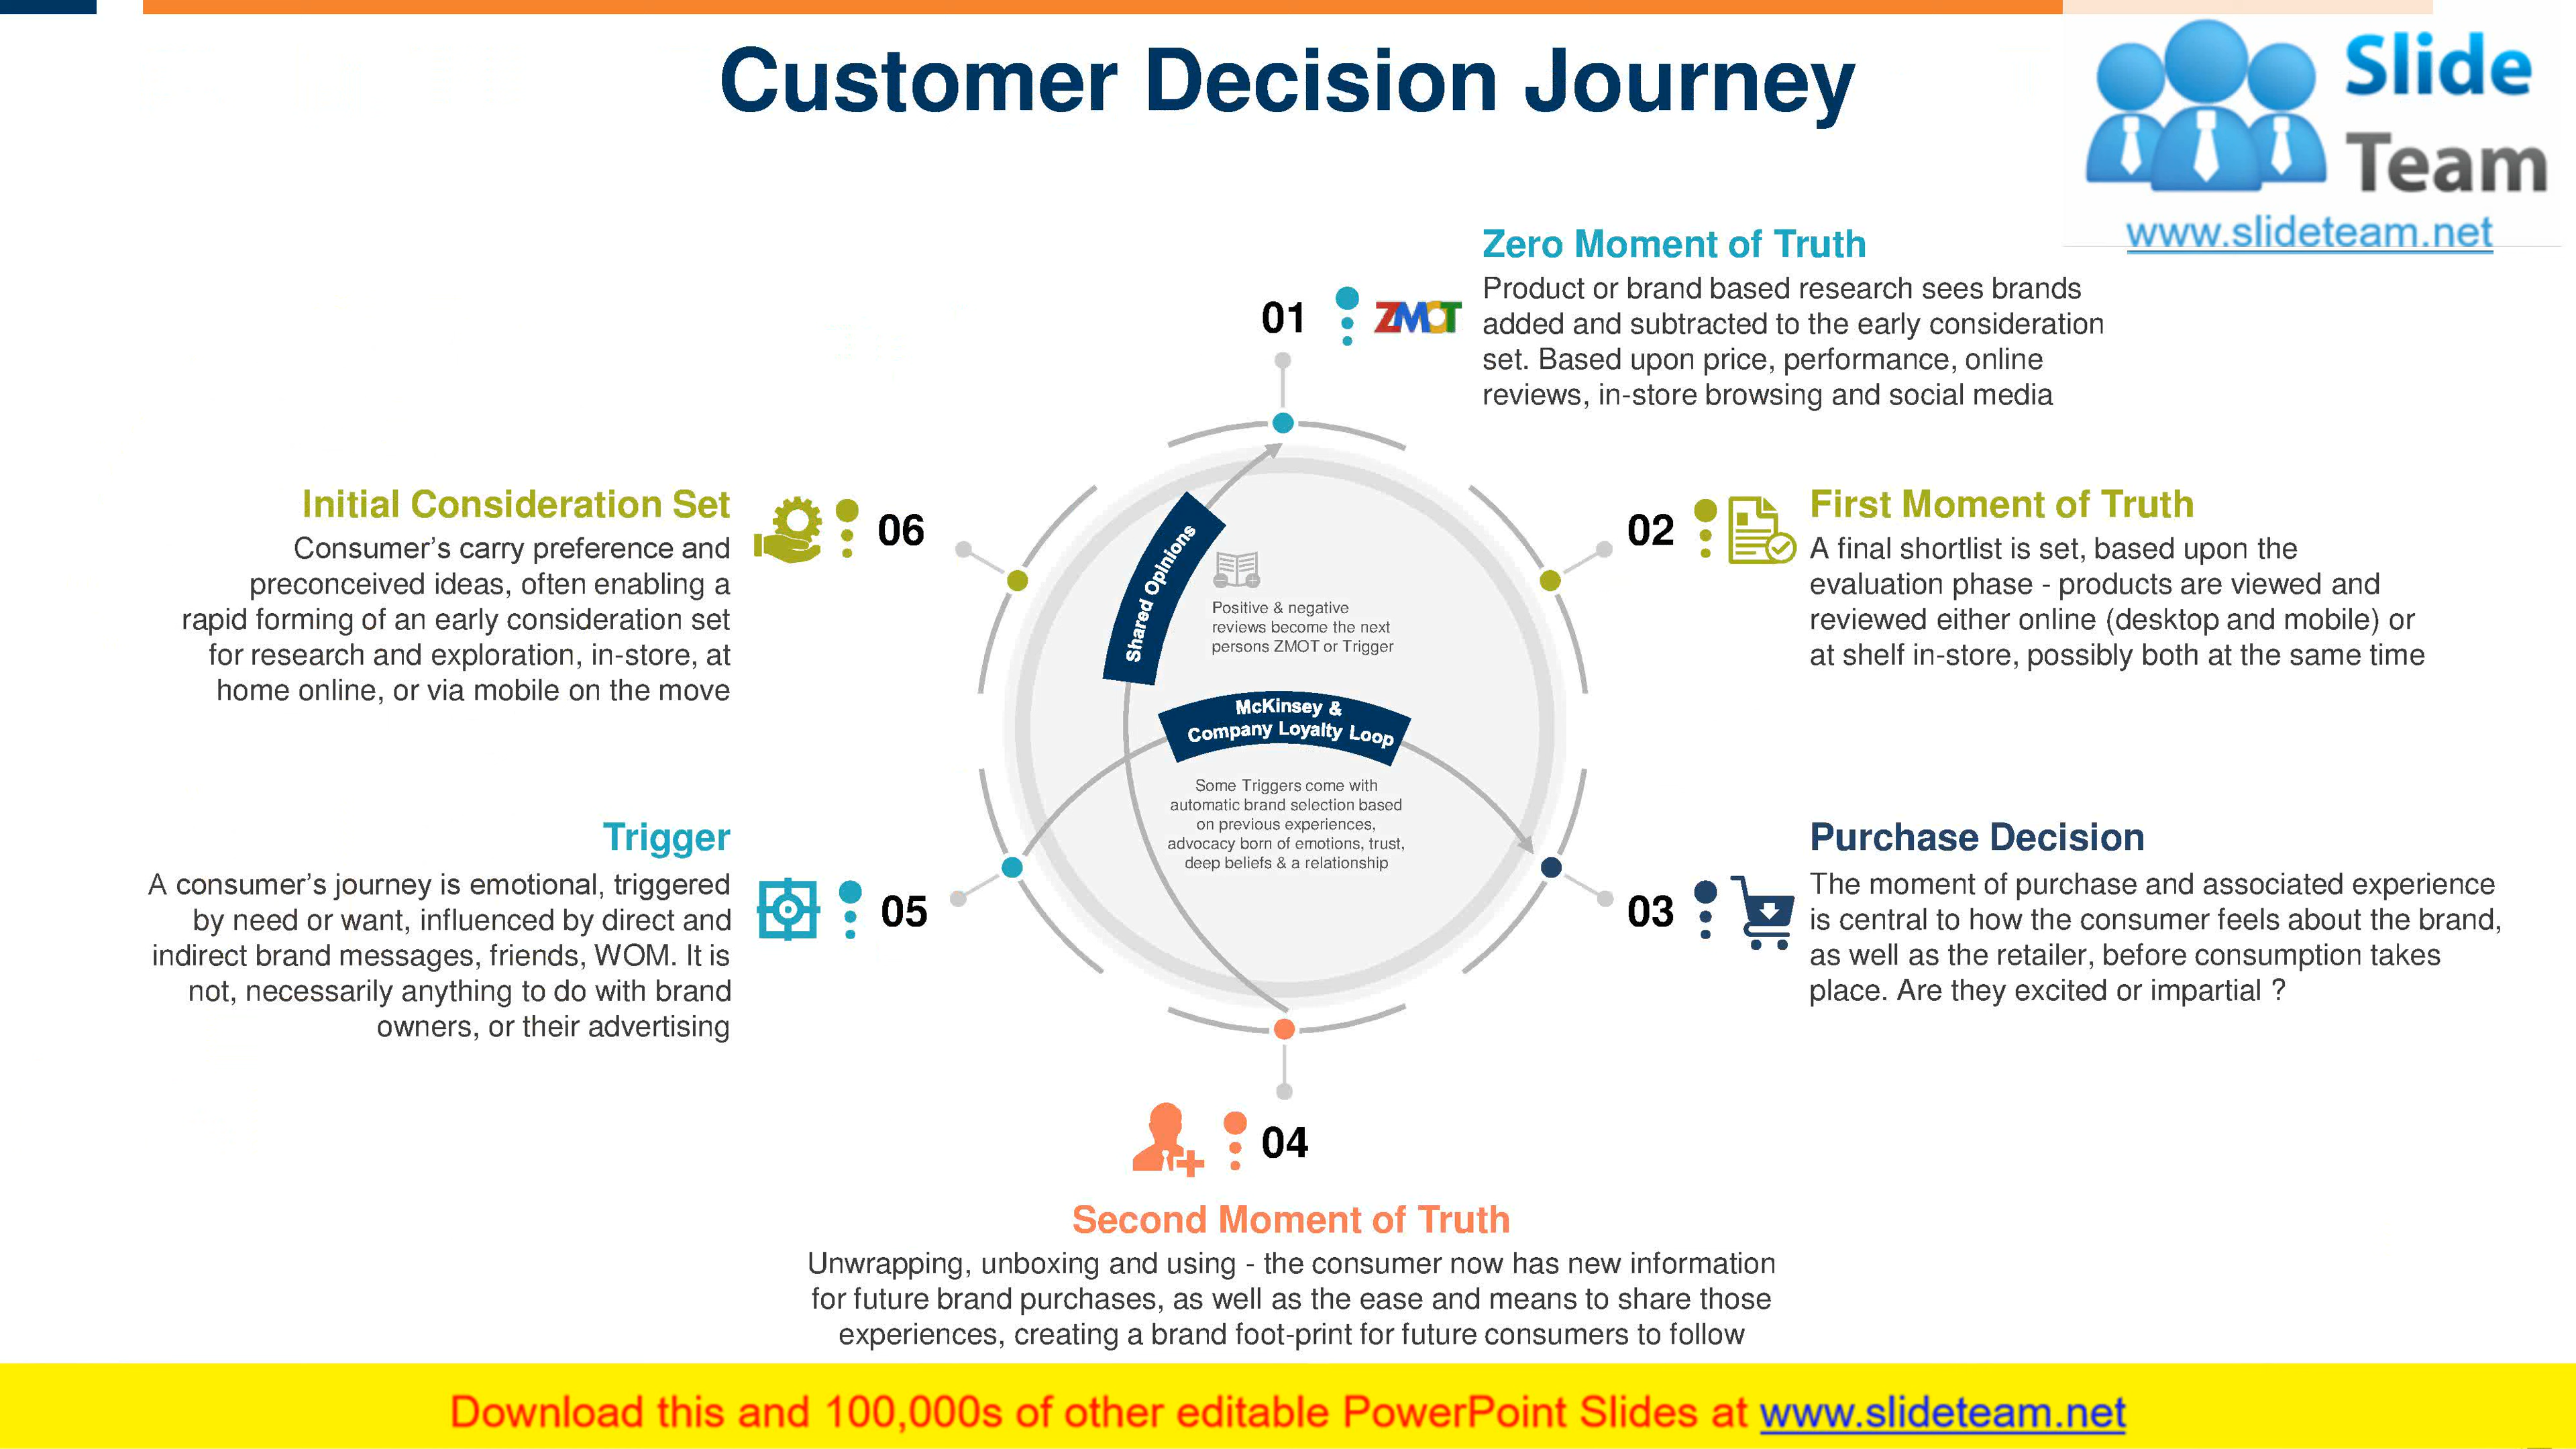 Customer Decision Journey
Slide
Team
www.slideteam.net
01
ZMOT
Zero Moment of Truth
Product or brand based research sees brands
added and subtracted to the early consideration
set. Based upon price, performance, online
reviews, in-store browsing and social media
02
First Moment of Truth
A final shortlist is set, based upon the
evaluation phase - products are viewed and
reviewed either online (desktop and mobile) or
at shelf in-store, possibly both at the same time
03
Purchase Decision
The moment of purchase and associated experience
is central to how the consumer feels about the brand,
as well as the retailer, before consumption takes
place. Are they excited or impartial ?
04
Second Moment of Truth
Unwrapping, unboxing and using - the consumer now has new information
for future brand purchases, as well as the ease and means to share those
experiences, creating a brand foot-print for future consumers to follow
05
Trigger
A consumer’s journey is emotional, triggered
by need or want, influenced by direct and
indirect brand messages, friends, WOM. It is
not, necessarily anything to do with brand
owners, or their advertising
06
Initial Consideration Set
Consumer’s carry preference and
preconceived ideas, often enabling a
rapid forming of an early consideration set
for research and exploration, in-store, at
home online, or via mobile on the move
Shared Opinions
Positive & negative
reviews become the next
persons ZMOT or Trigger
McKinsey &
Company Loyalty Loop
Some Triggers come with
automatic brand selection based
on previous experiences,
advocacy born of emotions, trust,
deep beliefs & a relationship
Download this and 100,000s of other editable PowerPoint Slides at www.slideteam.net